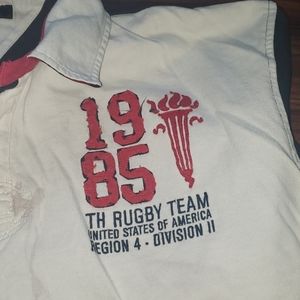 19
85
TH RUGBY TEAM
UNITED STATES OF AMERICA
REGION 4 - DIVISION II